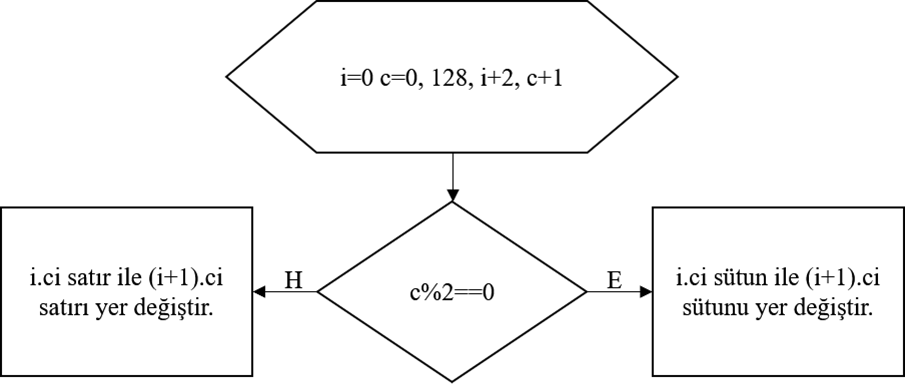 i=0 c=0, 128, i+2, c+1
i.ci satır ile (i+1).ci
satırı yer değiştir.
H
c%2==0
E
i.ci sütun ile (i+1).ci
sütunu yer değiştir.